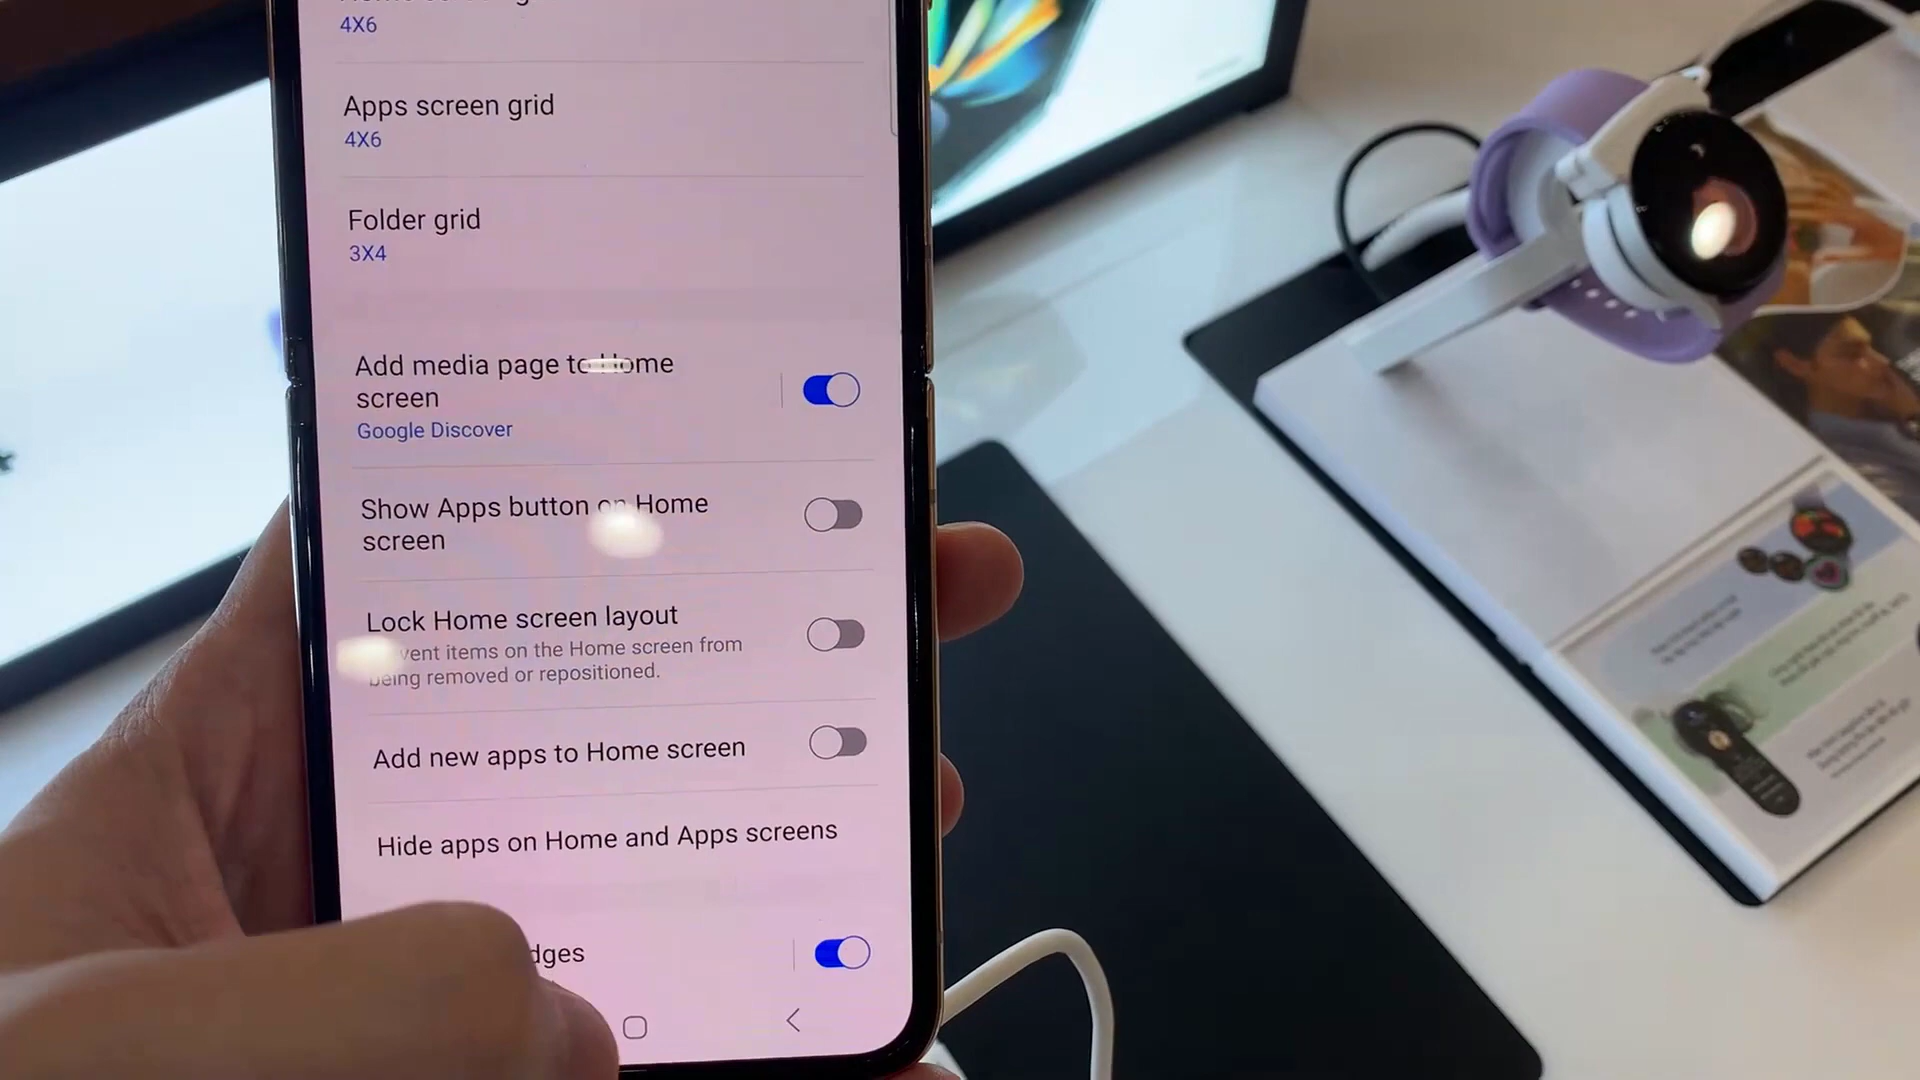 4X6
Apps screen grid
4X6
Folder grid
3X4
Add media page to Home
screen
Google Discover
Show Apps button on Home
screen
Lock Home screen layout
items on the Home screen from
being removed or repositioned.
Add new apps to Home screen
Hide apps on Home and Apps screens